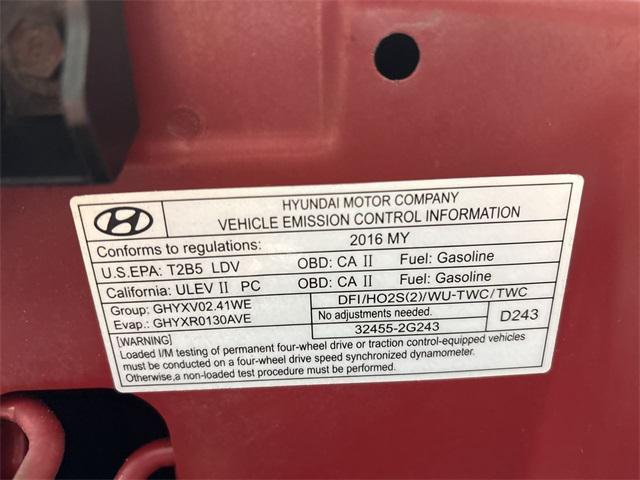 HYUNDAI MOTOR COMPANY
VEHICLE EMISSION CONTROL INFORMATION
Conforms to regulations: 2016 MY
U.S.EPA: T2B5 LDV OBD: CA II Fuel: Gasoline
California: ULEV II PC OBD: CA II Fuel: Gasoline
Group: GHYXV02.41WE DFI/HO2S(2)/WU-TWC/TWC
Evap.: GHYXR0130AVE No adjustments needed. D243
32455-2G243
[WARNING]
Loaded I/M testing of permanent four-wheel drive or traction control-equipped vehicles
must be conducted on a four-wheel drive speed synchronized dynamometer.
Otherwise,a non-loaded test procedure must be conducted.